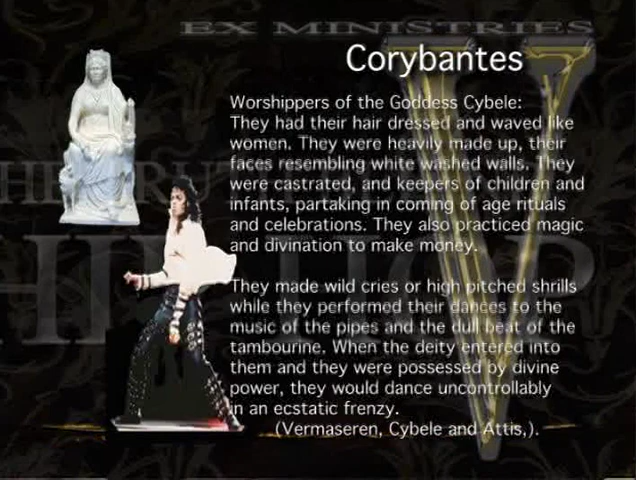 EX MINISTRIES
Corybantes
Worshippers of the Goddess Cybele:
They had their hair dressed and waved like
women. They were heavily made up, their
faces resembling white washed walls. They
were castrated, and keepers of children and
infants, partaking in coming of age rituals
and celebrations. They also practiced magic
and divination to make money.
They made wild cries or high pitched shrills
while they performed their dances to the
music of the pipes and the dull beat of the
tambourine. When the deity entered into
them and they were possessed by divine
power, they would dance uncontrollably
in an ecstatic frenzy.
(Vermaseren, Cybele and Attis,).